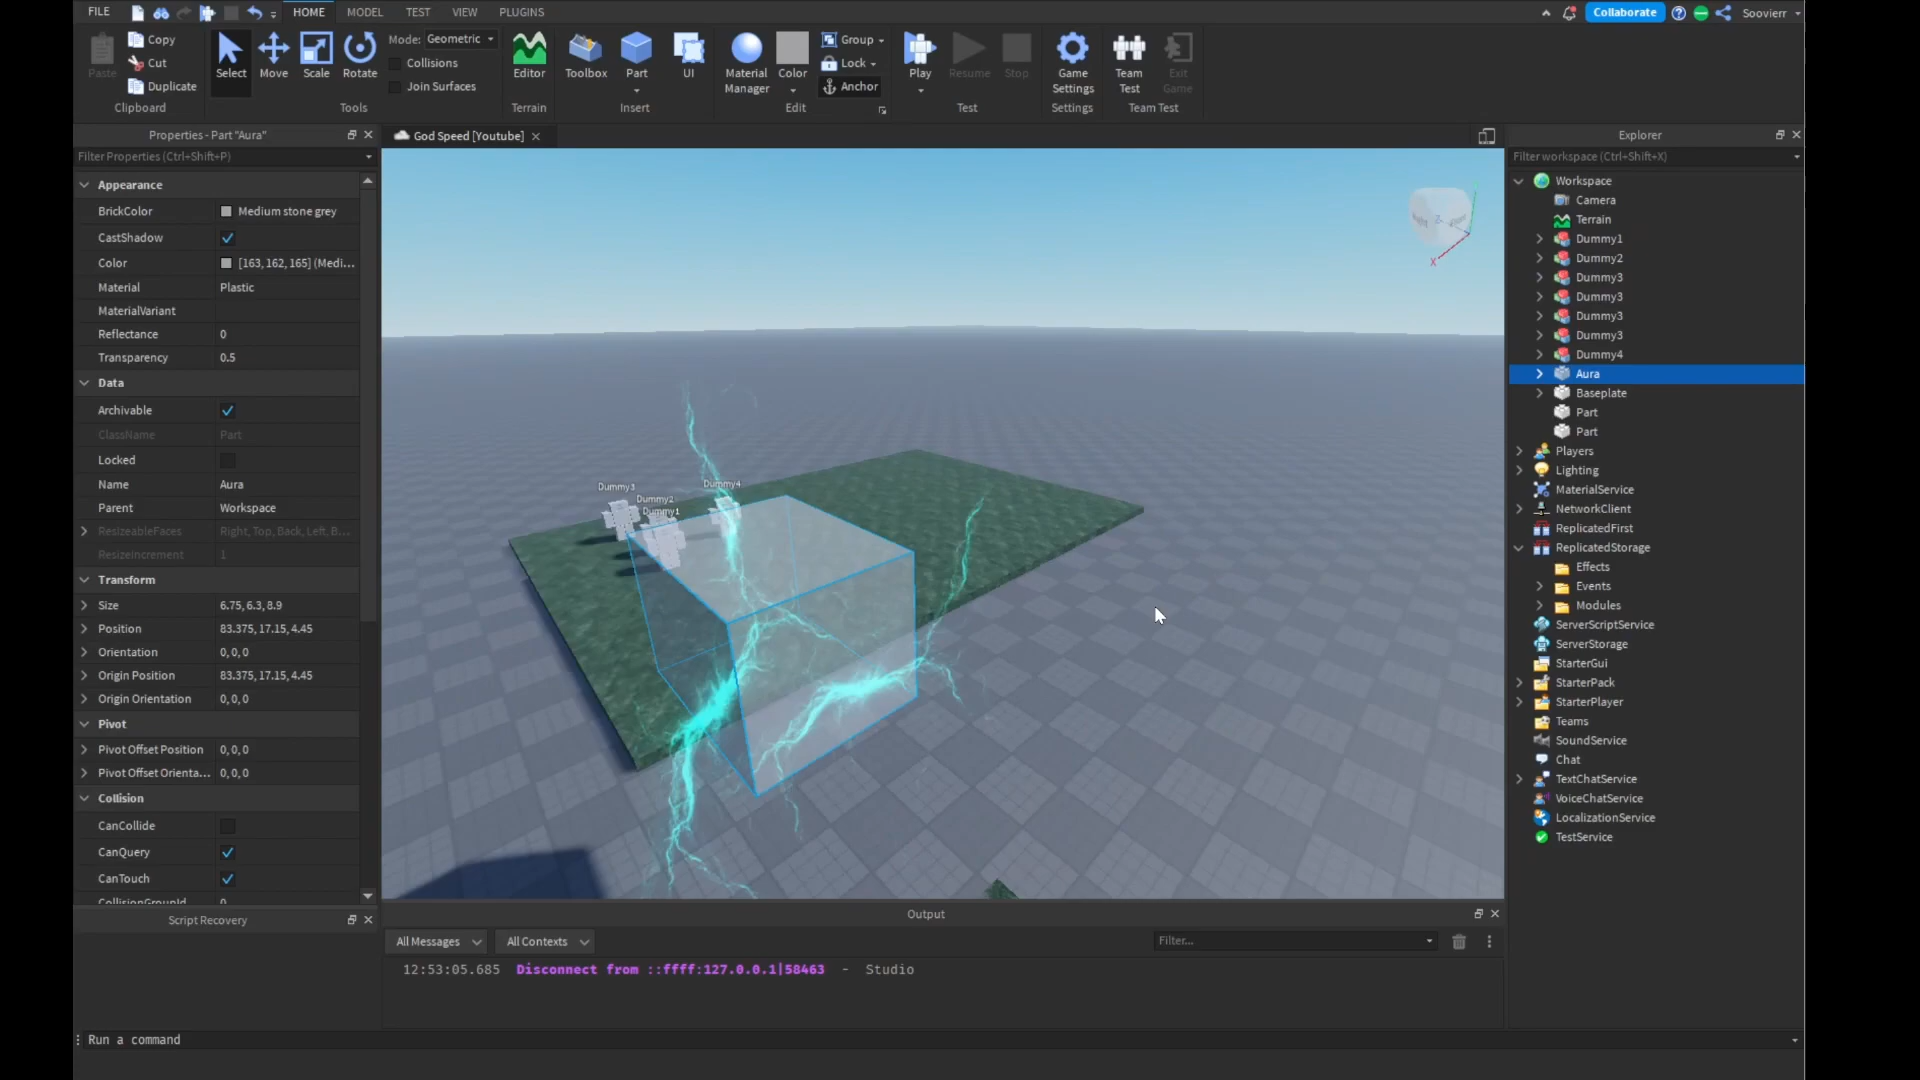 FILE
HOME
MODEL
TEST
VIEW
PLUGINS
Collaborate
Soovierr
Paste
Copy
Cut
Duplicate
Clipboard
Select
Move
Scale
Rotate
Mode: Geometric
Collisions
Join Surfaces
Tools
Editor
Terrain
Toolbox
Part
UI
Insert
Material
Manager
Color
Group
Lock
Anchor
Edit
Play
Resume
Stop
Test
Game
Settings
Settings
Team
Test
Exit
Game
Team Test
Properties - Part "Aura"
Filter Properties (Ctrl+Shift+P)
Appearance
BrickColor Medium stone grey
CastShadow
Color [163, 162, 165] (Medi...
Material Plastic
MaterialVariant
Reflectance 0
Transparency 0.5
Data
Archivable
ClassName Part
Locked
Name Aura
Parent Workspace
ResizeableFaces Right, Top, Back, Left, B...
ResizeIncrement 1
Transform
Size 6.75, 6.3, 8.9
Position 83.375, 17.15, 4.45
Orientation 0, 0, 0
Origin Position 83.375, 17.15, 4.45
Origin Orientation 0, 0, 0
Pivot
Pivot Offset Position 0, 0, 0
Pivot Offset Orienta... 0, 0, 0
Collision
CanCollide
CanQuery
CanTouch
CollisionGroupId 0
Script Recovery
God Speed [Youtube]
X
Dummy3
Dummy2
Dummy1
Dummy4
Output
All Messages
All Contexts
Filter...
12:53:05.685 Disconnect from ::ffff:127.0.0.1|58463 - Studio
Run a command
Explorer
Filter workspace (Ctrl+Shift+X)
Workspace
Camera
Terrain
Dummy1
Dummy2
Dummy3
Dummy3
Dummy3
Dummy3
Dummy4
Aura
Baseplate
Part
Part
Players
Lighting
MaterialService
NetworkClient
ReplicatedFirst
ReplicatedStorage
Effects
Events
Modules
ServerScriptService
ServerStorage
StarterGui
StarterPack
StarterPlayer
Teams
SoundService
Chat
TextChatService
VoiceChatService
LocalizationService
TestService